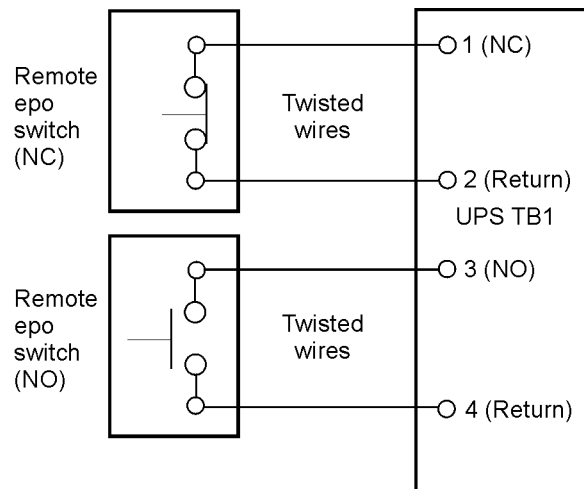 Remote
epo
switch
(NC)
Twisted
wires
1 (NC)
2 (Return)
UPS TB1
Remote
epo
switch
(NO)
Twisted
wires
3 (NO)
4 (Return)